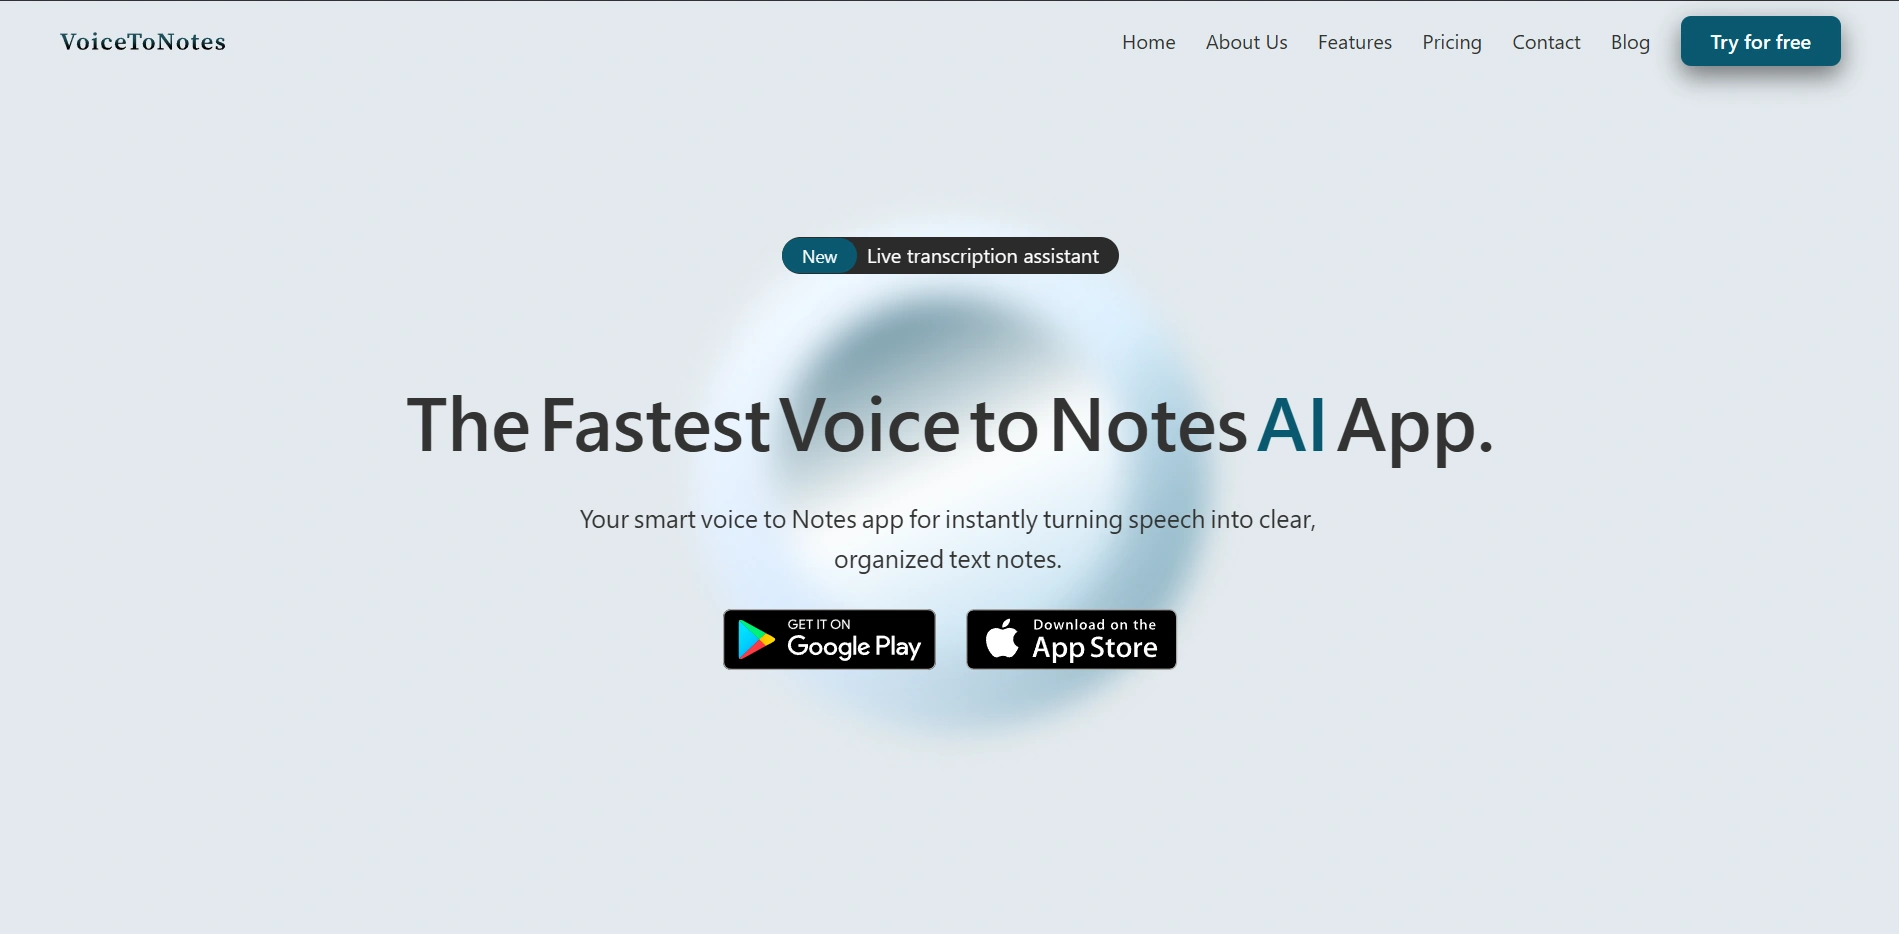 VoiceToNotes
Home About Us Features Pricing Contact Blog Try for free
New Live transcription assistant
The Fastest Voice to Notes AI App.
Your smart voice to Notes app for instantly turning speech into clear,
organized text notes.
GET IT ON
Google Play
Download on the
App Store